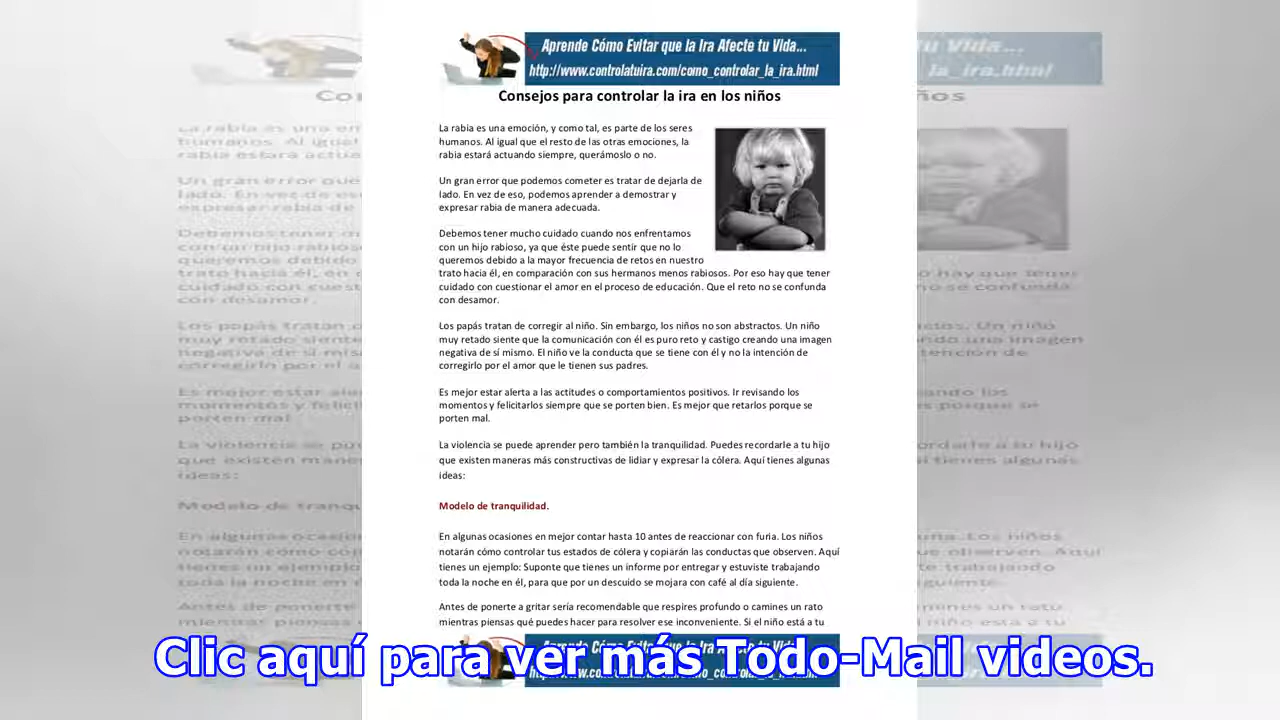 Aprende Cómo Evitar que la Ira Afecte tu Vida...
http://www.controlatuira.com/como_controlar_la_ira.html
Consejos para controlar la ira en los niños
La rabia es una emoción, y como tal, es parte de los seres
humanos. Al igual que el resto de las otras emociones, la
rabia estará actuando siempre, querámoslo o no.
Un gran error que podemos cometer es tratar de dejarla de
lado. En vez de eso, podemos aprender a demostrar y
expresar rabia de manera adecuada.
Debemos tener mucho cuidado cuando nos enfrentamos
con un hijo rabioso, ya que éste puede sentir que no lo
queremos debido a la mayor frecuencia de retos en nuestro
trato hacia él, en comparación con sus hermanos menos rabiosos. Por eso hay que tener
cuidado con cuestionar el amor en el proceso de educación. Que el reto no se confunda
con desamor.
Los papás tratan de corregir al niño. Sin embargo, los niños no son abstractos. Un niño
muy retado siente que la comunicación con él es puro reto y castigo creando una imagen
negativa de sí mismo. El niño ve la conducta que se tiene con él y no la intención de
corregirlo por el amor que le tienen sus padres.
Es mejor estar alerta a las actitudes o comportamientos positivos. Ir revisando los
momentos y felicitarlos siempre que se porten bien. Es mejor que retarlos porque se
porten mal.
La violencia se puede aprender pero también la tranquilidad. Puedes recordarle a tu hijo
que existen maneras más constructivas de lidiar y expresar la cólera. Aquí tienes algunas
ideas:
Modelo de tranquilidad.
En algunas ocasiones en mejor contar hasta 10 antes de reaccionar con furia. Los niños
notarán cómo controlar tus estados de cólera y copiarán las conductas que observen. Aquí
tienes un ejemplo: Suponte que tienes un informe por entregar y estuviste trabajando
toda la noche en él, para que por un descuido se mojara con café al día siguiente.
Antes de ponerte a gritar sería recomendable que respires profundo o camines un rato
mientras piensas qué puedes hacer para resolver ese inconveniente. Si el niño está a tu
Clic aquí para ver más Todo-Mail videos.